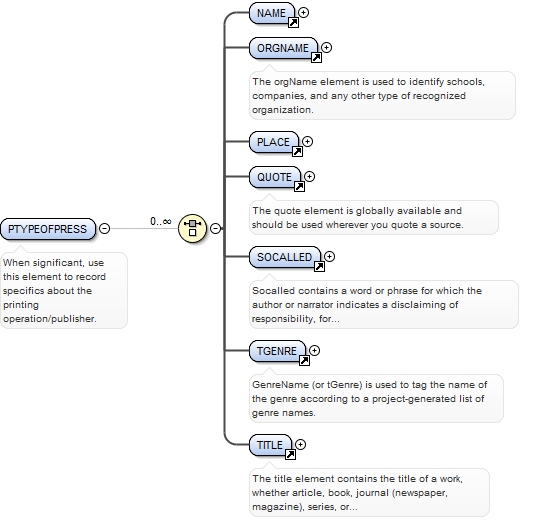 NAME
ORGNAME
The orgName element is used to identify schools,
companies, and any other type of recognized
organization.
PLACE
QUOTE
The quote element is globally available and
should be used wherever you quote a source.
PTYPEOFPRESS
0..∞
When significant, use
this element to record
specifics about the
printing
operation/publisher.
SOCALLED
Socalled contains a word or phrase for which the
author or narrator indicates a disclaiming of
responsibility, for...
TGENRE
GenreName (or tGenre) is used to tag the name of
the genre according to a project-generated list of
genre names.
TITLE
The title element contains the title of a work,
whether article, book, journal (newspaper,
magazine), series, or...